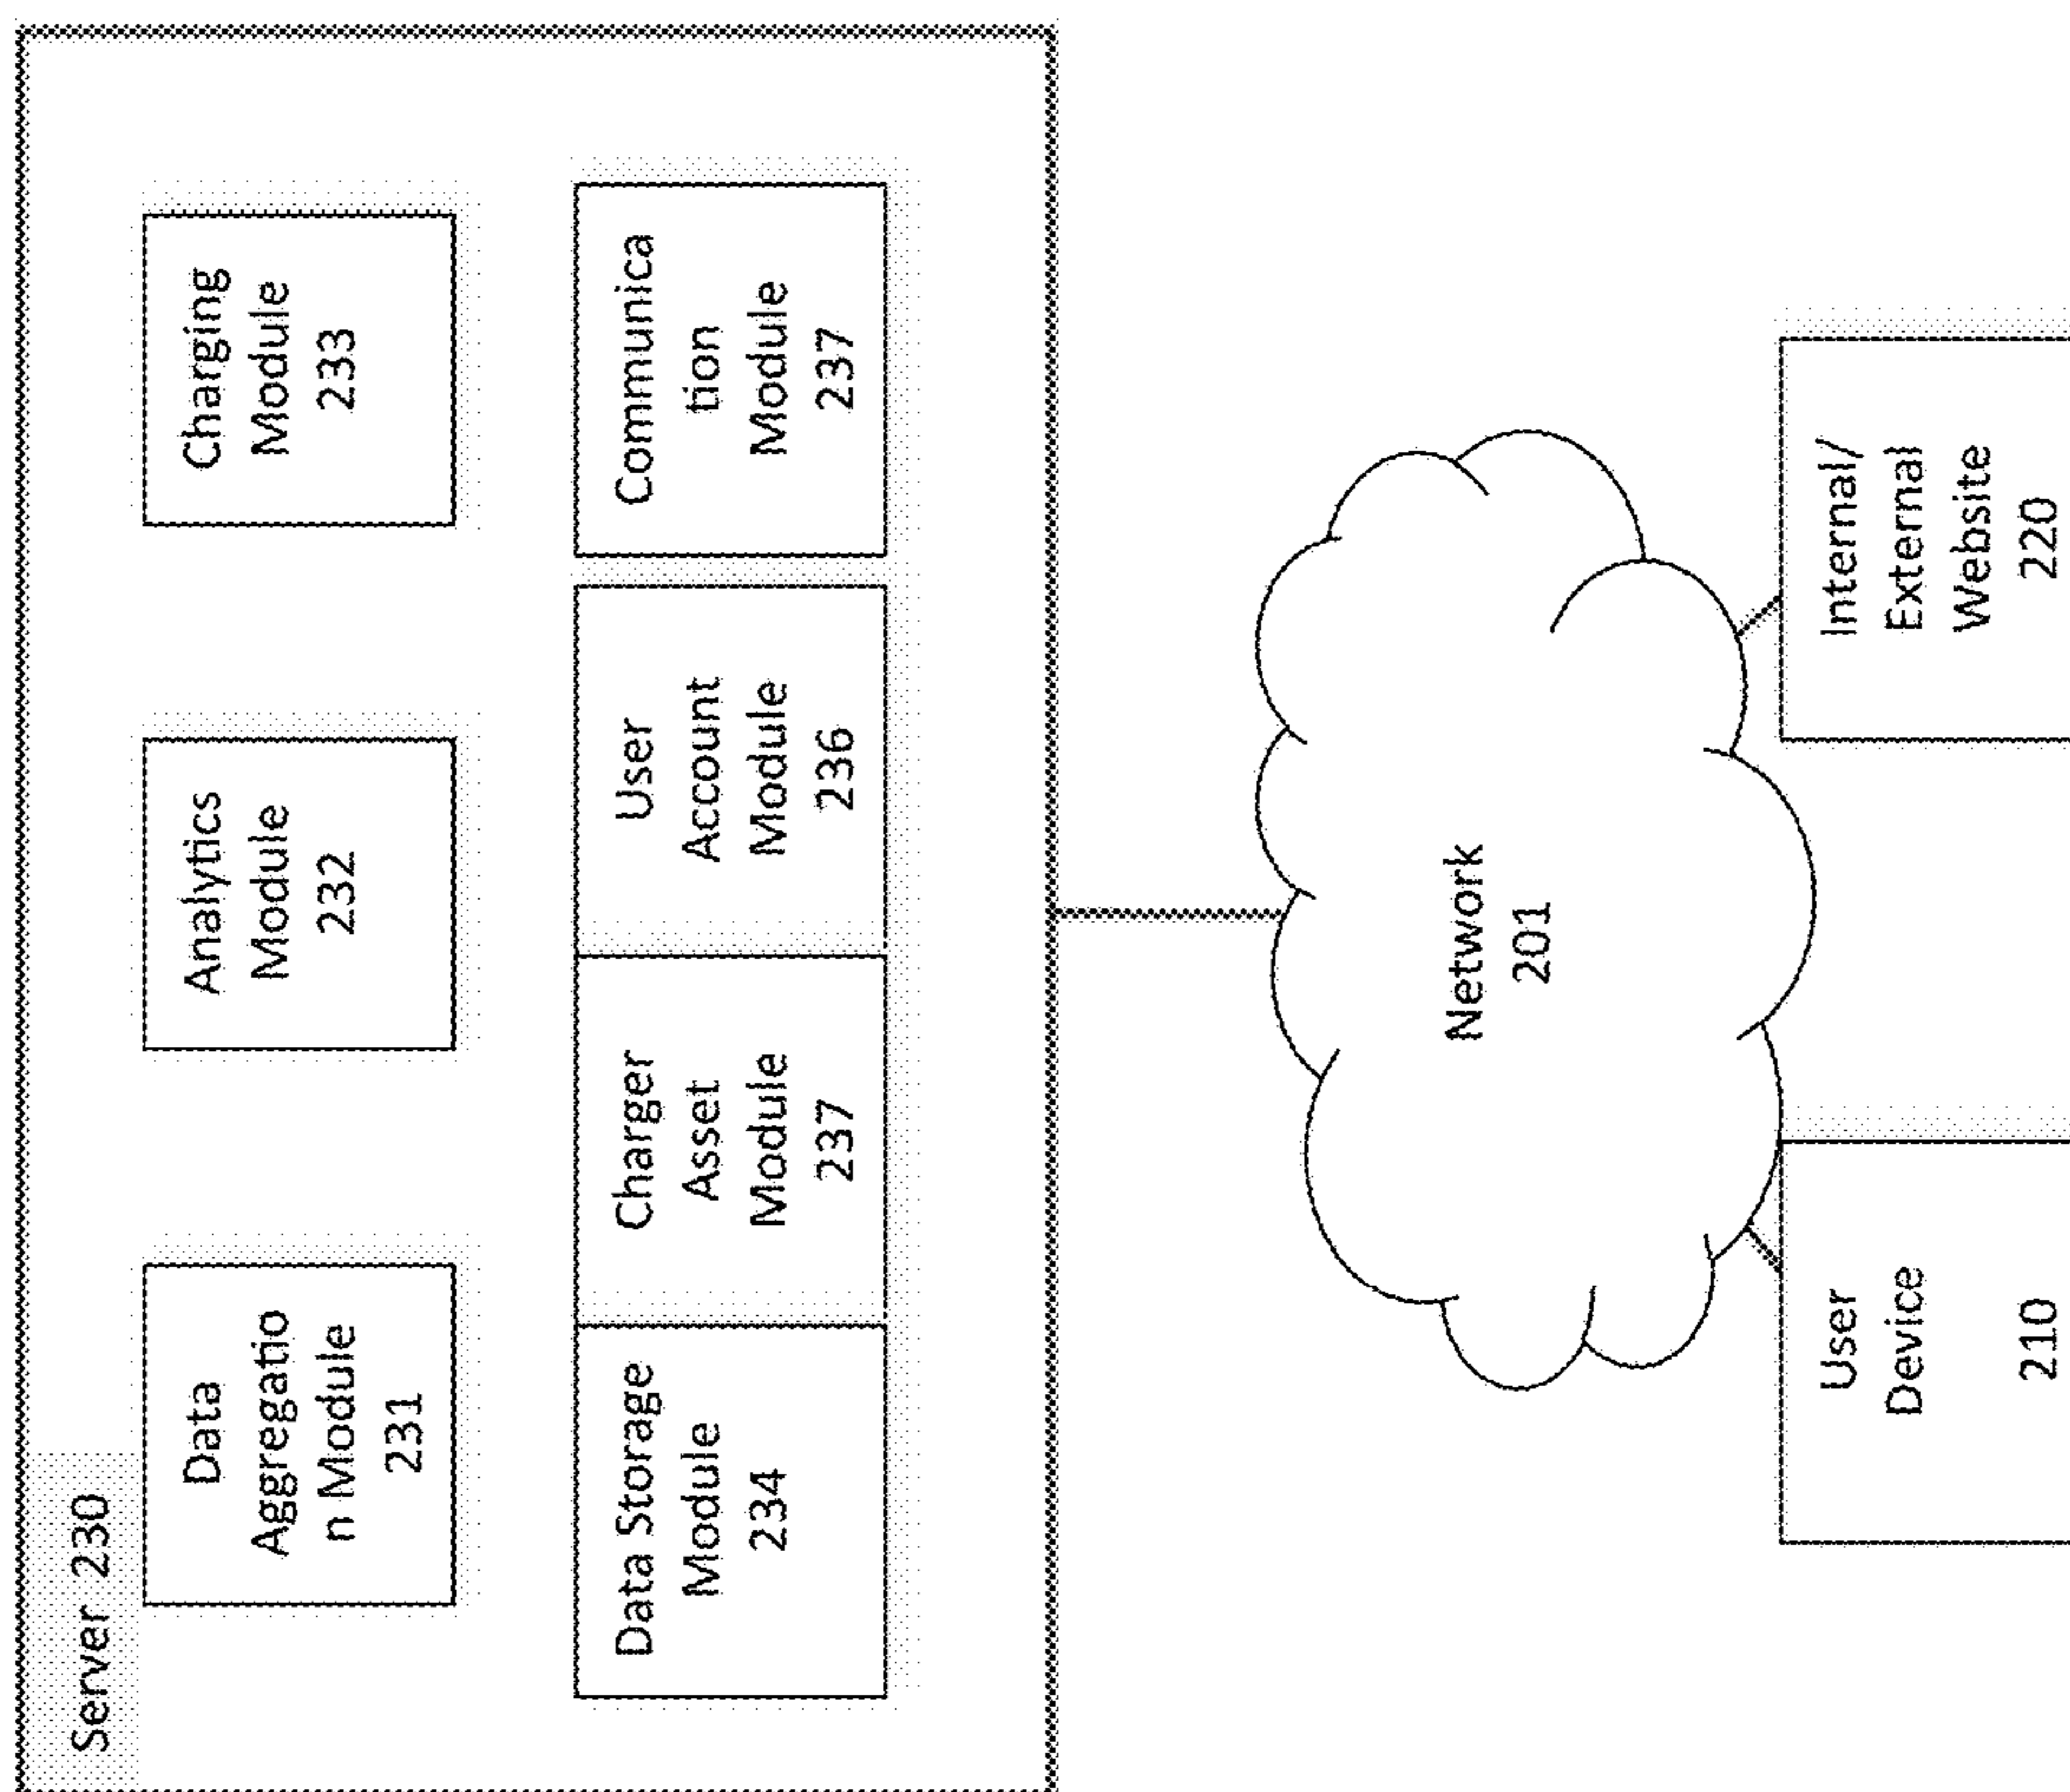 Server 230
Data
Aggregatio
n Module
231
Analytics
Module
232
Charging
Module
233
Data Storage
Module
234
Charger
Asset
Module
237
User
Account
Module
236
Communica
tion
Module
237
Network
201
User
Device
210
Internal/
External
Website
220